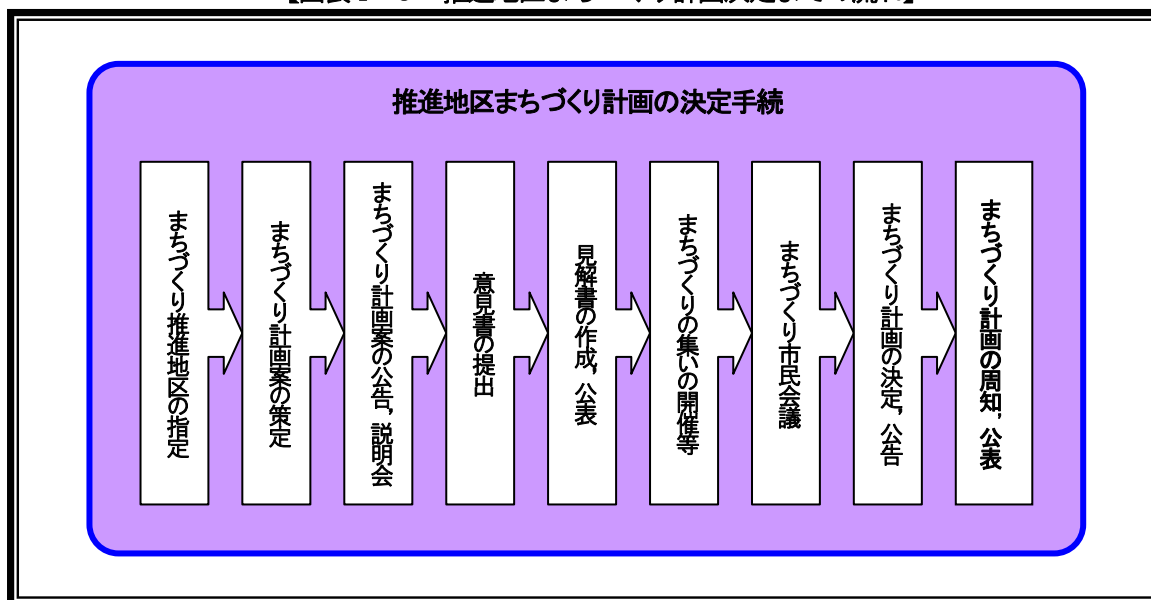 推進地区まちづくり計画の決定手続
まちづくり推進地区の指定
まちづくり計画案の策定
まちづくり計画案の公告，説明会
意見書の提出
見解書の作成，公表
まちづくりの集いの開催等
まちづくり市民会議
まちづくり計画の決定，公告
まちづくり計画の周知，公表